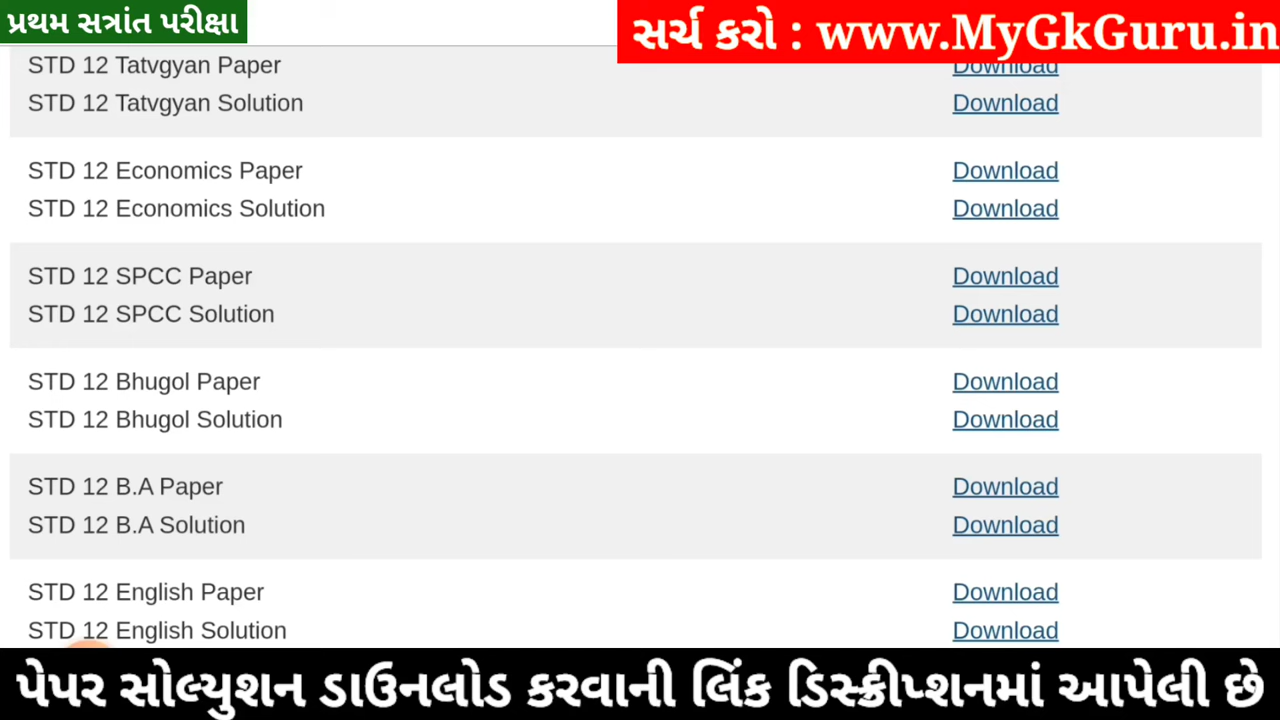 પ્રથમ સત્રાંત પરીક્ષા
સર્ચ કરો : www.MyGkGuru.in
STD 12 Tatvgyan Paper Download
STD 12 Tatvgyan Solution Download
STD 12 Economics Paper Download
STD 12 Economics Solution Download
STD 12 SPCC Paper Download
STD 12 SPCC Solution Download
STD 12 Bhugol Paper Download
STD 12 Bhugol Solution Download
STD 12 B.A Paper Download
STD 12 B.A Solution Download
STD 12 English Paper Download
STD 12 English Solution Download
પેપર સોલ્યુશન ડાઉનલોડ કરવાની લિંક ડિસ્ક્રીપ્શનમાં આપેલી છે